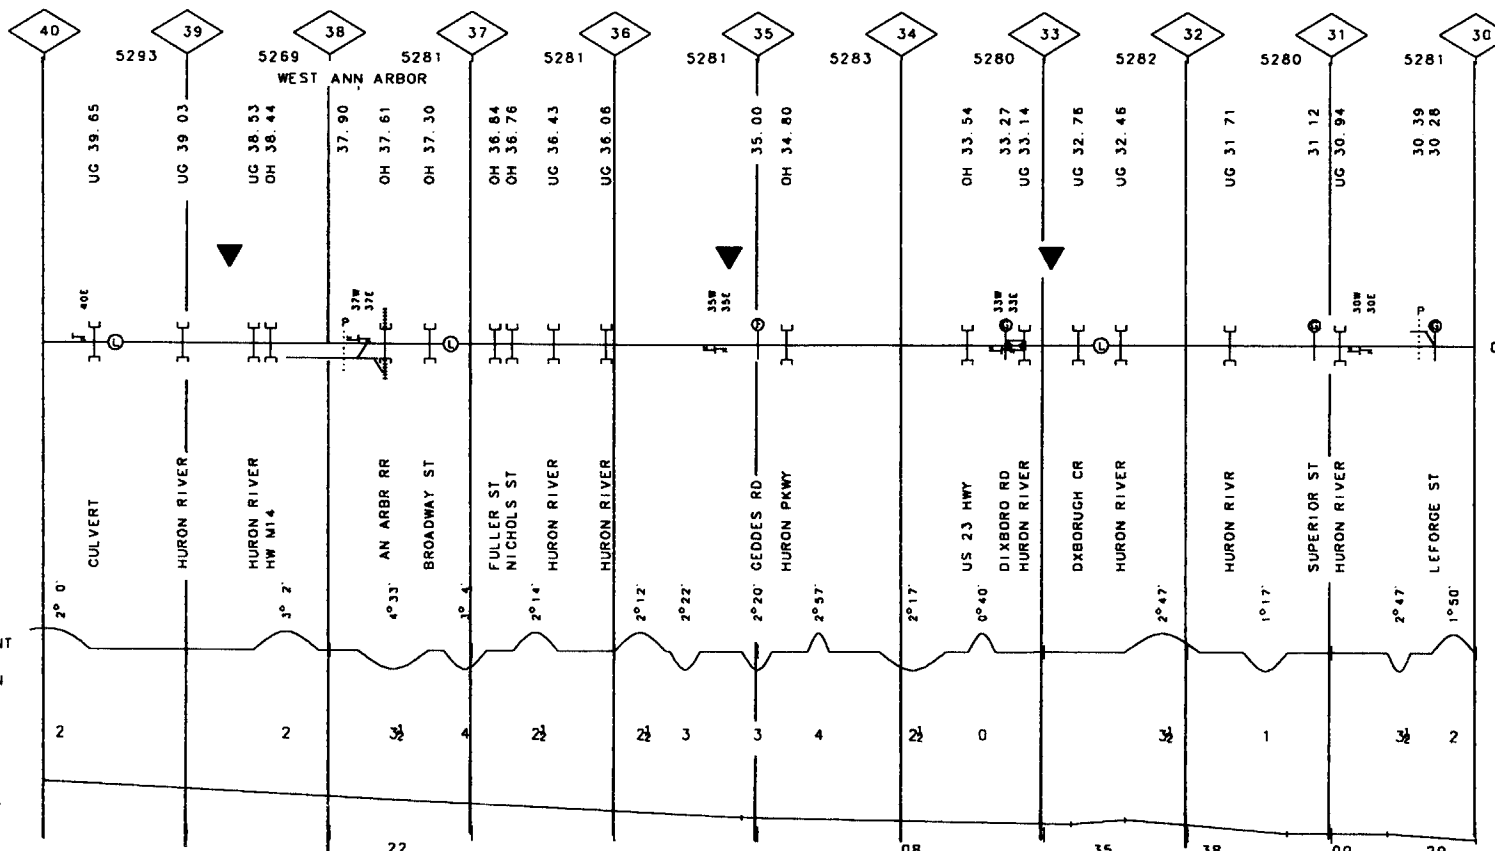 40 39 38 37 36 35 34 33 32 31 30
5293 5269 5281 5281 5281 5283 5280 5282 5280 5281
WEST ANN ARBOR
UG 39.65
UG 39 03
UG 38.53
OH 38.44
37.90
OH 37.61
OH 37.30
OH 36.84
OH 36.76
UG 36.43
UG 36.06
35.00
OH 34.80
OH 33.54
33.27
UG 33.14
UG 32.76
UG 32.46
UG 31 71
31 12
UG 30.94
30.39
30 28
40E
37W
37E
P
35W
35E
33W
33E
30W
30E
P
L
L
L
CULVERT
HURON RIVER
HURON RIVER
HW M14
AN ARBR RR
BROADWAY ST
FULLER ST
NICHOLS ST
HURON RIVER
HURON RIVER
GEDDES RD
HURON PKWY
US 23 HWY
DIXBORO RD
HURON RIVER
DXBORUGH CR
HURON RIVER
HURON RIVR
SUPERIOR ST
HURON RIVER
LEFORGE ST
2° 0' 3° 2' 4°33' 3° 4' 2°14' 2°12' 2°22' 2°20' 2°57' 2°17' 0°40' 2°47' 1°17' 2°47' 1°50'
NT
N
2 2 3½ 4 2½ 2½ 3 3 4 2½ 0 3½ 1 3½ 2
22 08 35 38 00 20